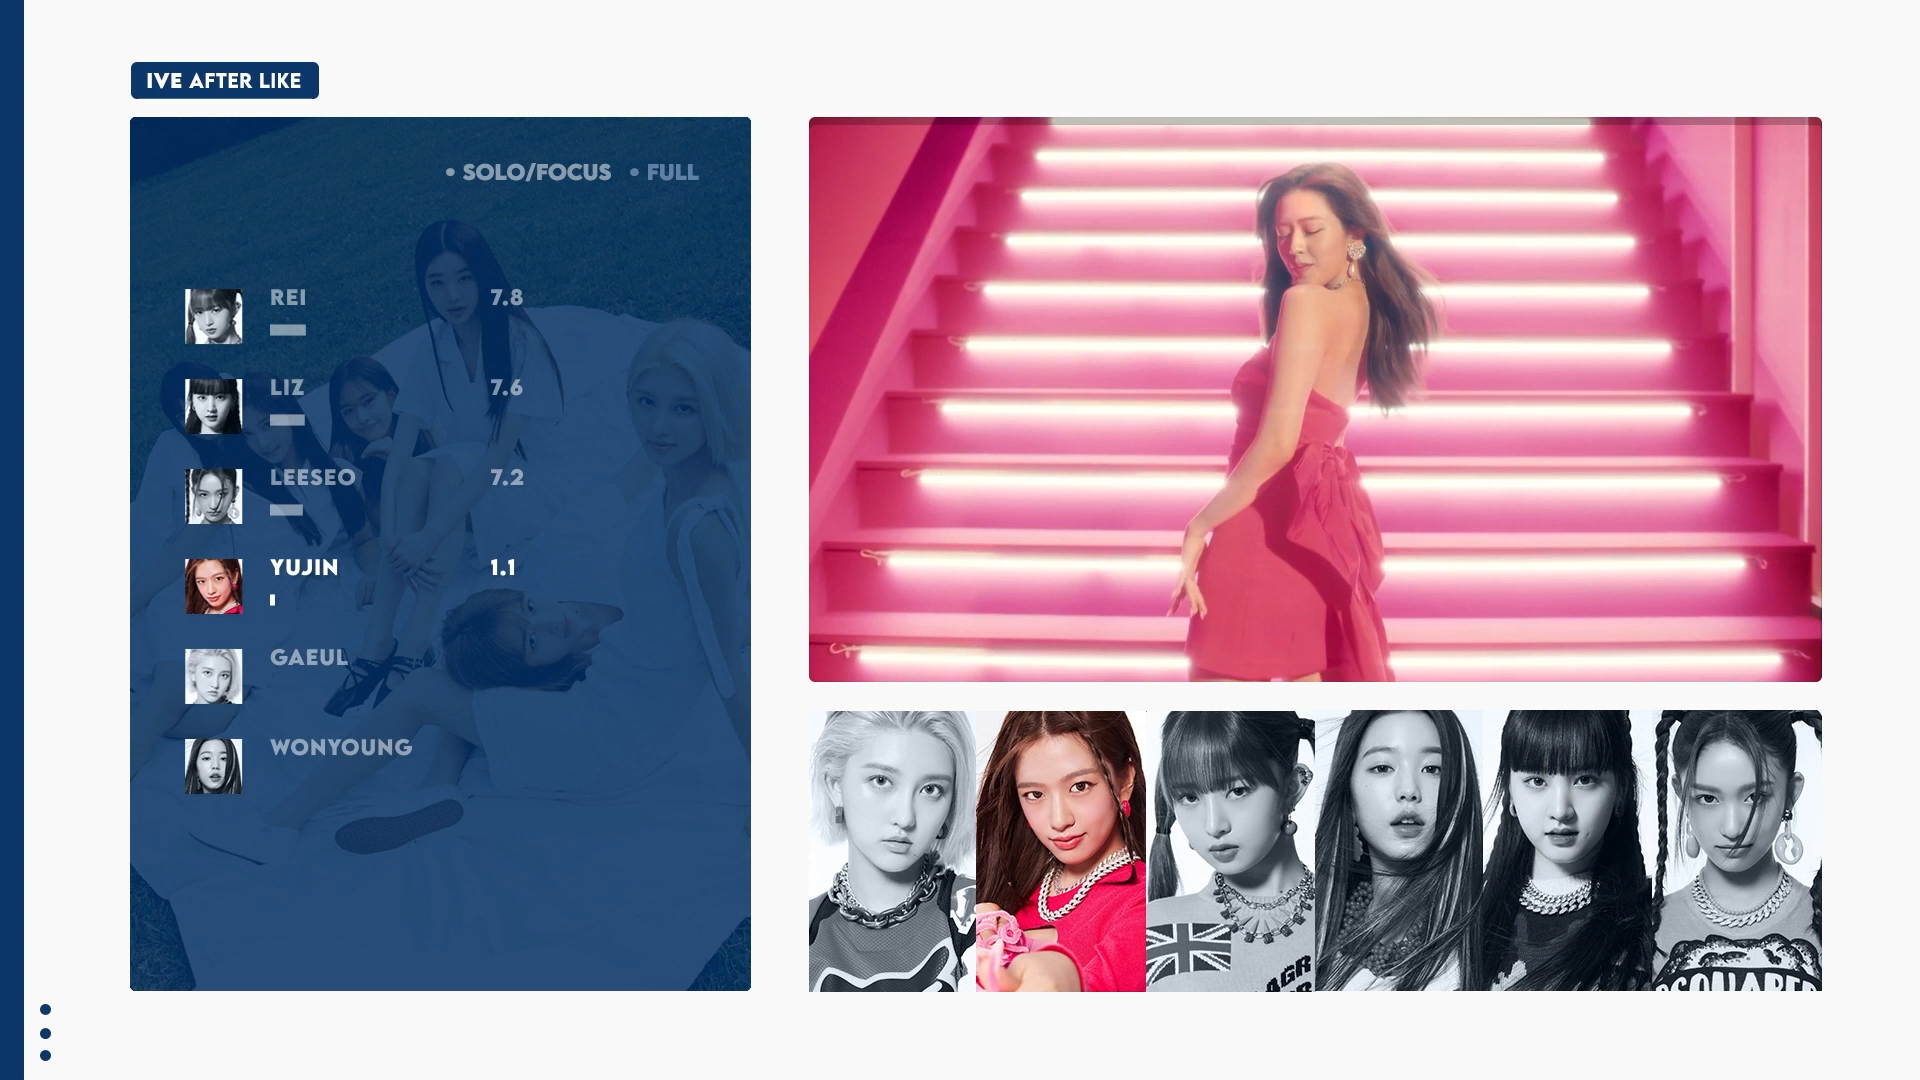 IVE AFTER LIKE
• SOLO/FOCUS • FULL
REI 7.8
LIZ 7.6
LEESEO 7.2
YUJIN 1.1
GAEUL
WONYOUNG